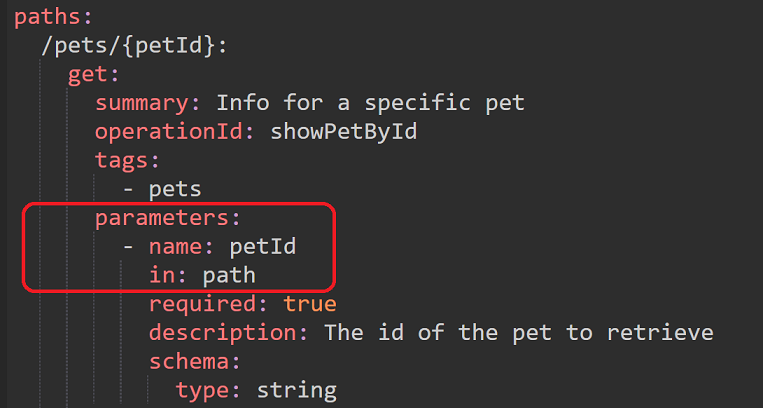 paths:
  /pets/{petId}:
    get:
      summary: Info for a specific pet
      operationId: showPetById
      tags:
        - pets
      parameters:
        - name: petId
          in: path
          required: true
          description: The id of the pet to retrieve
          schema:
            type: string